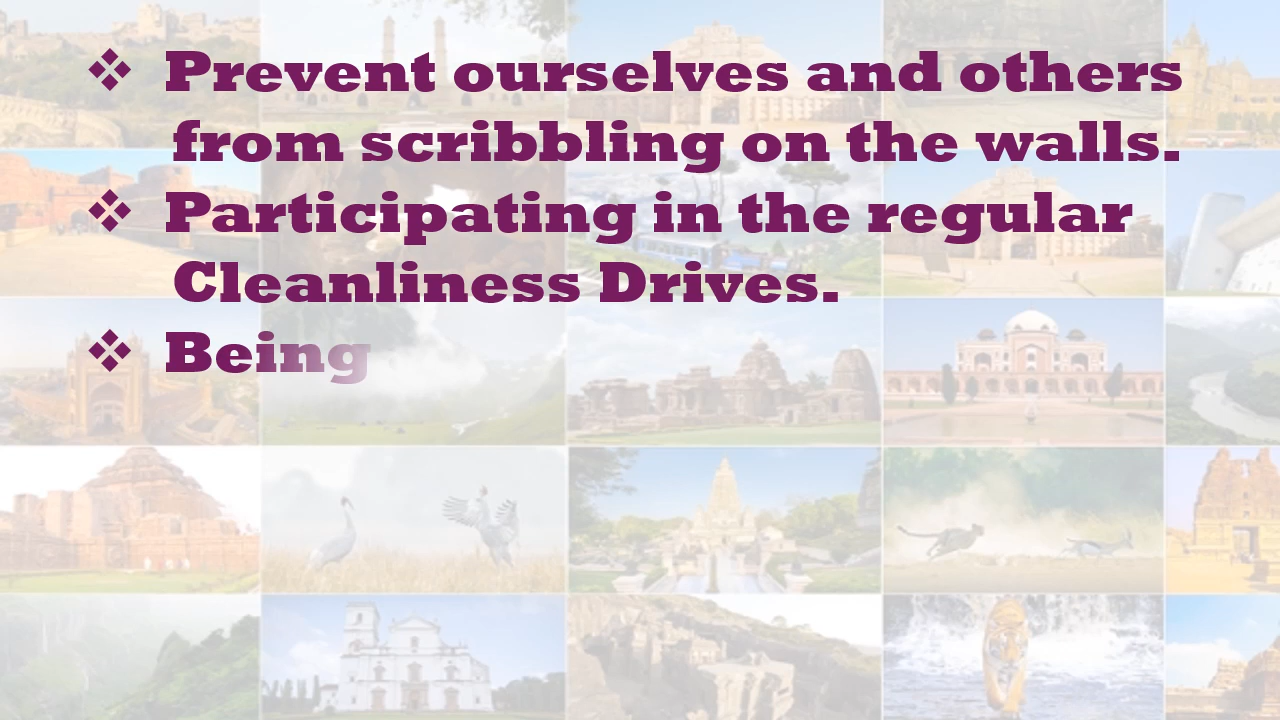 ❖ Prevent ourselves and others
from scribbling on the walls.
❖ Participating in the regular
Cleanliness Drives.
❖ Being